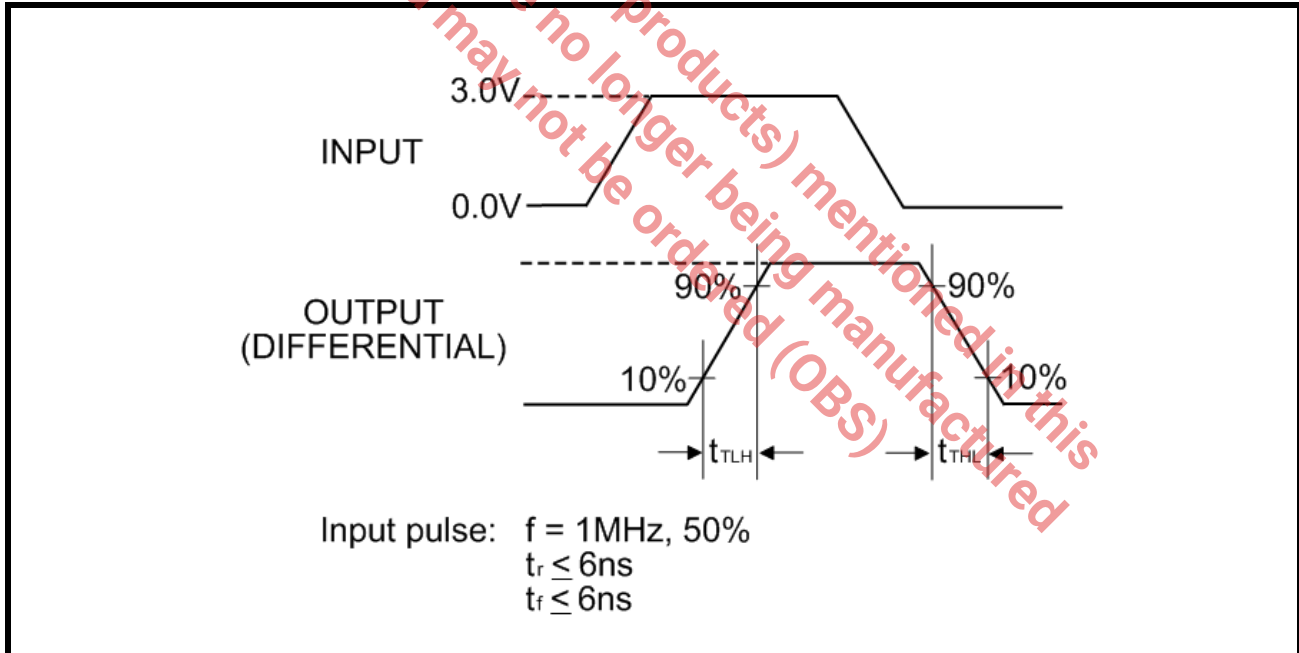 3.0V
INPUT
0.0V
90%
90%
OUTPUT
(DIFFERENTIAL)
10%
10%
tTLH
tTHL
Input pulse: f = 1MHz, 50%
tr ≤ 6ns
tf ≤ 6ns
products) mentioned in this
no longer being manufactured
may not be ordered (OBS)